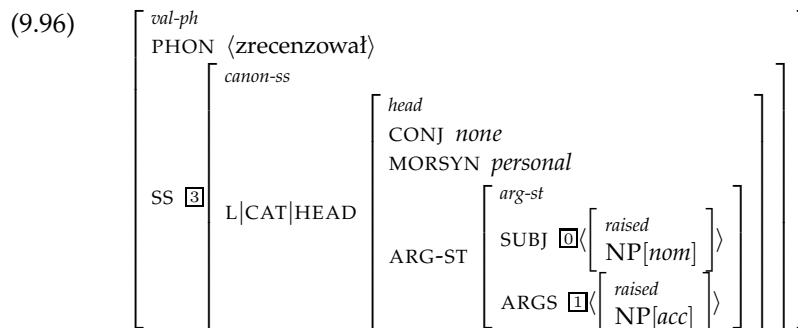 (9.96)
val-ph
PHON ⟨zrecenzował⟩
canon-ss
head
CONJ none
MORSYN personal
SS [3] L|CAT|HEAD
arg-st
SUBJ [0]⟨[raised NP[nom]]⟩
ARG-ST
ARGS [1]⟨[raised NP[acc]]⟩